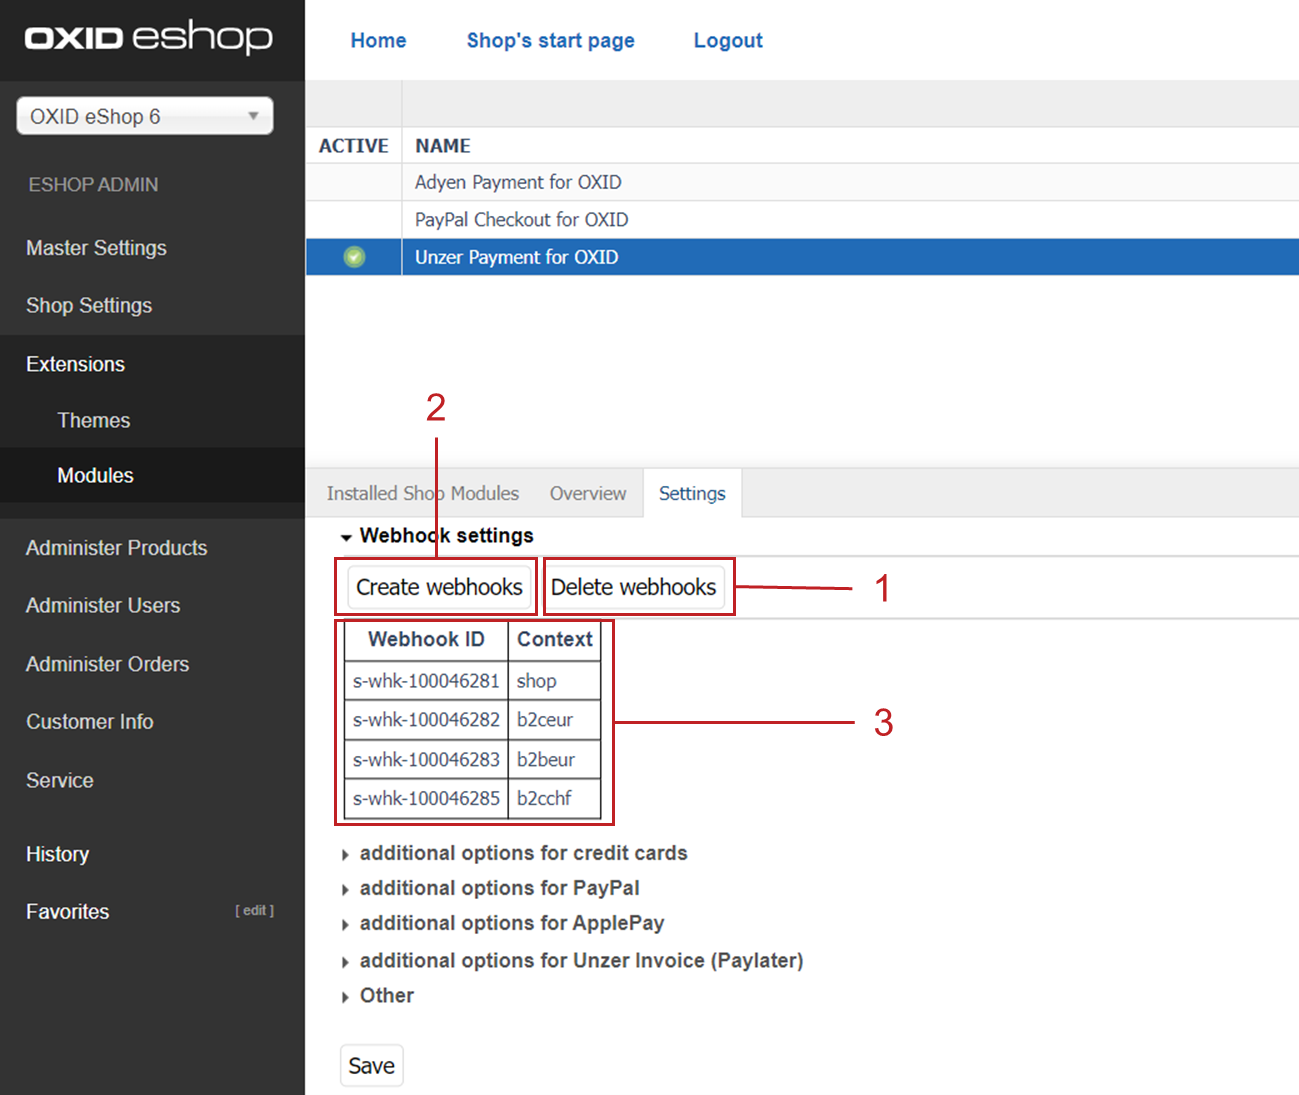 OXID eshop
Home Shop's start page Logout
OXID eShop 6
ESHOP ADMIN
Master Settings
Shop Settings
Extensions
Themes
Modules
Administer Products
Administer Users
Administer Orders
Customer Info
Service
History
Favorites [ edit ]
ACTIVE NAME
Adyen Payment for OXID
PayPal Checkout for OXID
Unzer Payment for OXID
2
Installed Shop Modules Overview Settings
Webhook settings
Create webhooks Delete webhooks 1
Webhook ID Context
s-whk-100046281 shop
s-whk-100046282 b2ceur
3
s-whk-100046283 b2beur
s-whk-100046285 b2cchf
additional options for credit cards
additional options for PayPal
additional options for ApplePay
additional options for Unzer Invoice (Paylater)
Other
Save